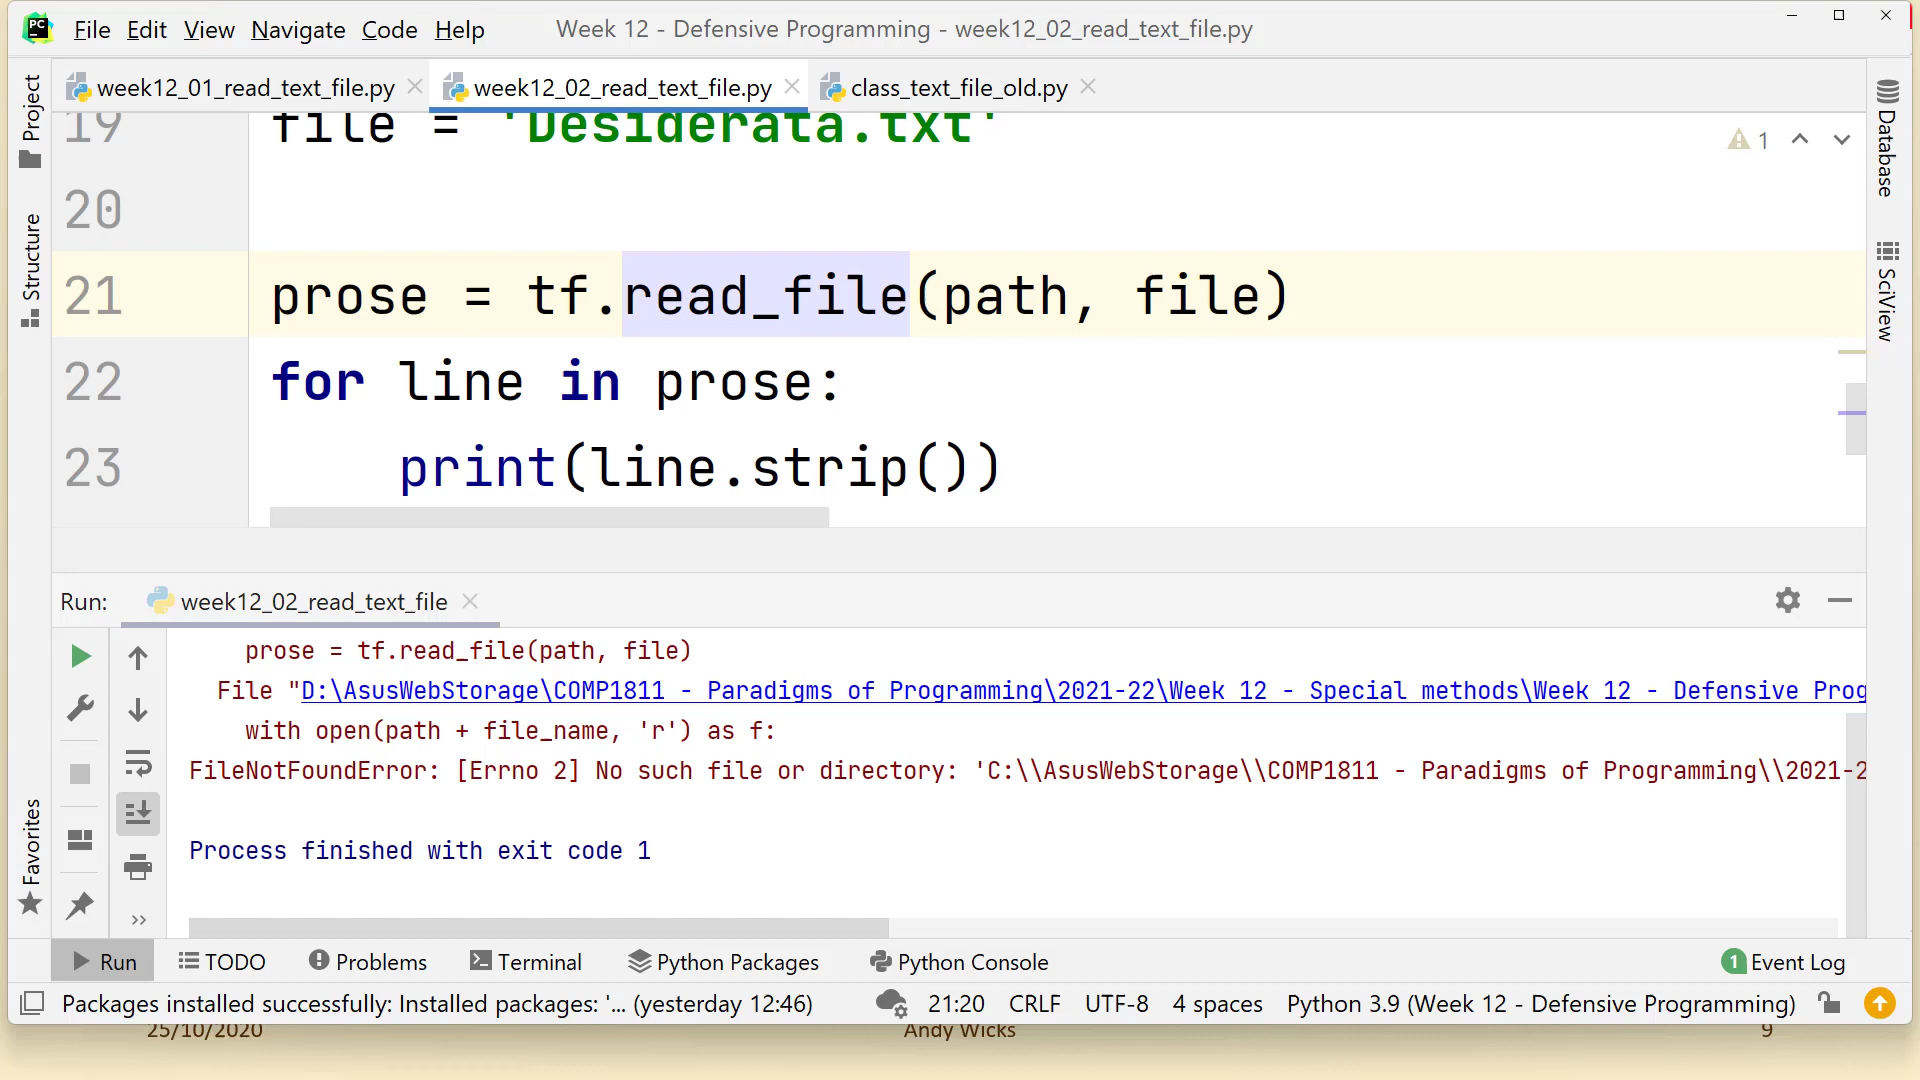 PC
File Edit View Navigate Code Help
Week 12 - Defensive Programming - week12_02_read_text_file.py
week12_01_read_text_file.py
week12_02_read_text_file.py
class_text_file_old.py
Project
Structure
Favorites
Database
SciView
1
19 file = 'Desiderata.txt'
20
21 prose = tf.read_file(path, file)
22 for line in prose:
23 print(line.strip())
Run: week12_02_read_text_file
prose = tf.read_file(path, file)
File "D:\AsusWebStorage\COMP1811 - Paradigms of Programming\2021-22\Week 12 - Special methods\Week 12 - Defensive Prog
with open(path + file_name, 'r') as f:
FileNotFoundError: [Errno 2] No such file or directory: 'C:\\AsusWebStorage\\COMP1811 - Paradigms of Programming\\2021-2
Process finished with exit code 1
Run TODO Problems Terminal Python Packages Python Console 1 Event Log
Packages installed successfully: Installed packages: '... (yesterday 12:46) 21:20 CRLF UTF-8 4 spaces Python 3.9 (Week 12 - Defensive Programming)
25/10/2020 Andy Wicks 9